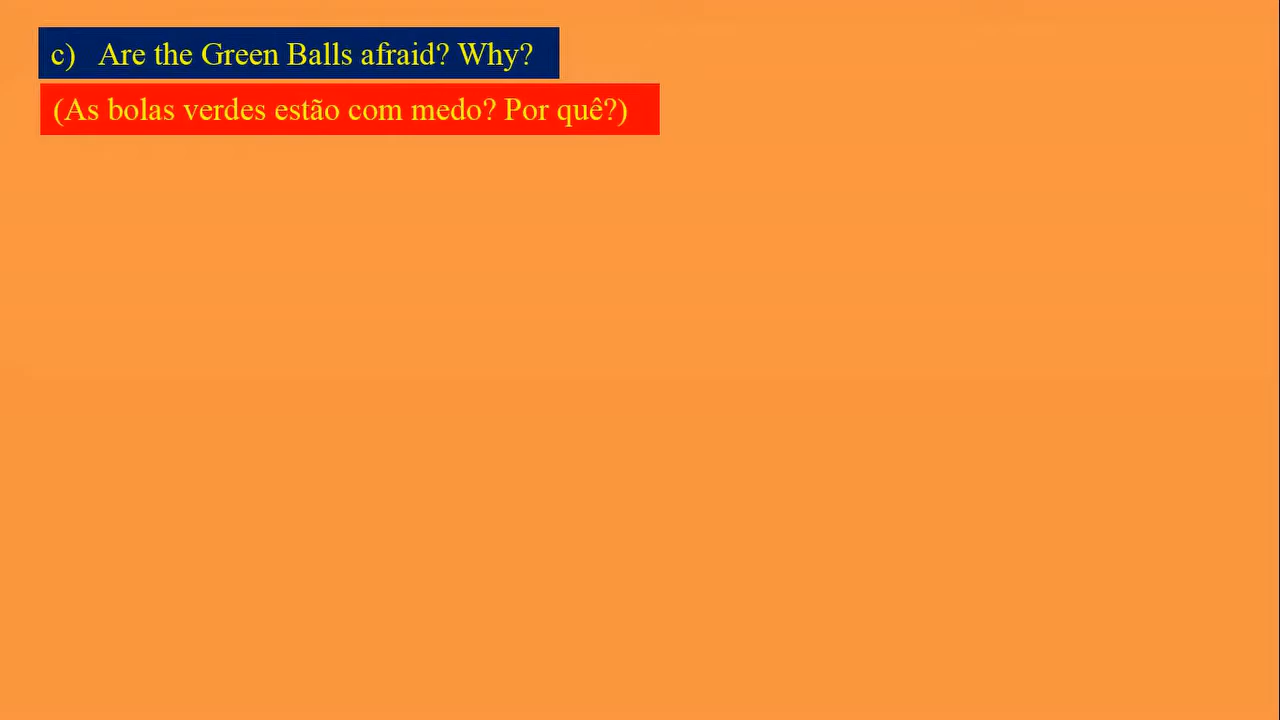 c) Are the Green Balls afraid? Why?
(As bolas verdes estão com medo? Por quê?)